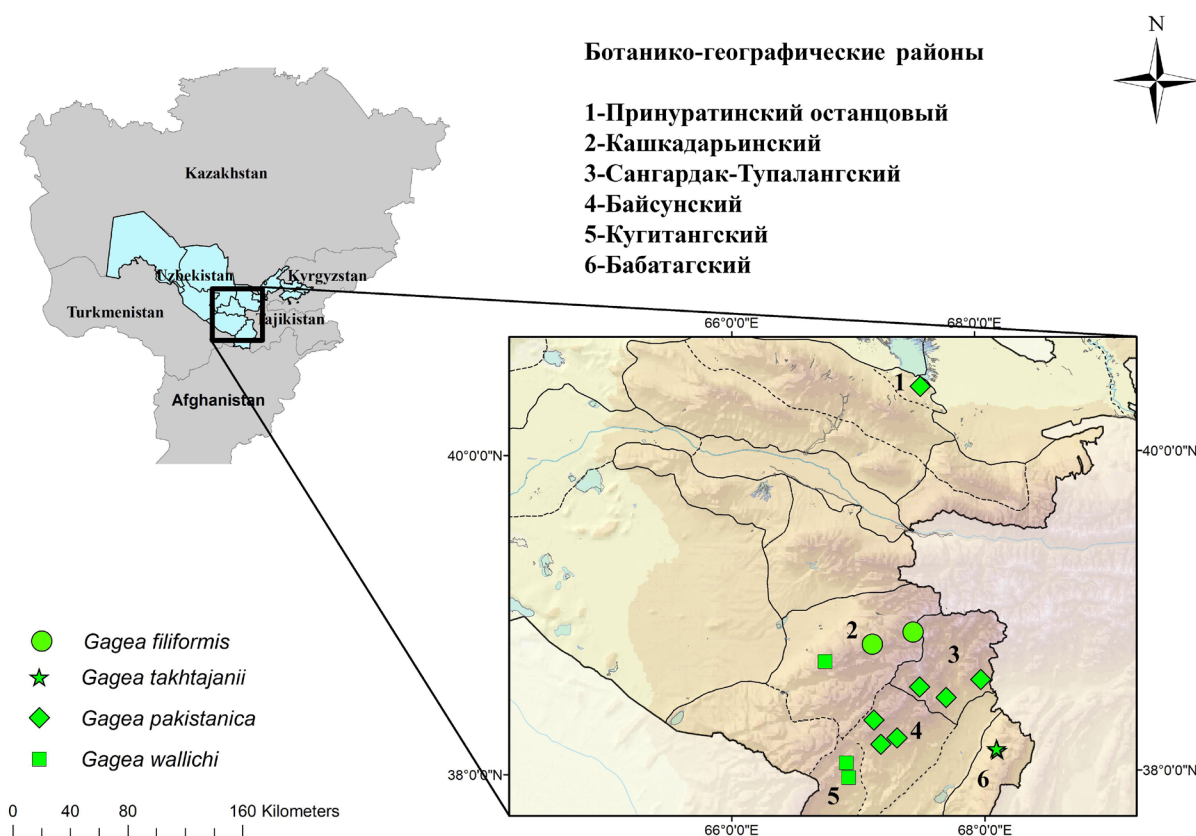 N
Ботанико-географические районы
1-Принуратинский останцовый
2-Кашкадарьинский
3-Сангардак-Тупалангский
4-Байсунский
5-Кугитангский
6-Бабатагский
Kazakhstan
Uzbekistan
Kyrgyzstan
Turkmenistan
Tajikistan
Afghanistan
66°0'0"E
68°0'0"E
1
40°0'0"N
40°0'0"N
2
3
4
5
6
38°0'0"N
38°0'0"N
66°0'0"E
68°0'0"E
Gagea filiformis
Gagea takhtajanii
Gagea pakistanica
Gagea wallichi
0 40 80 160 Kilometers